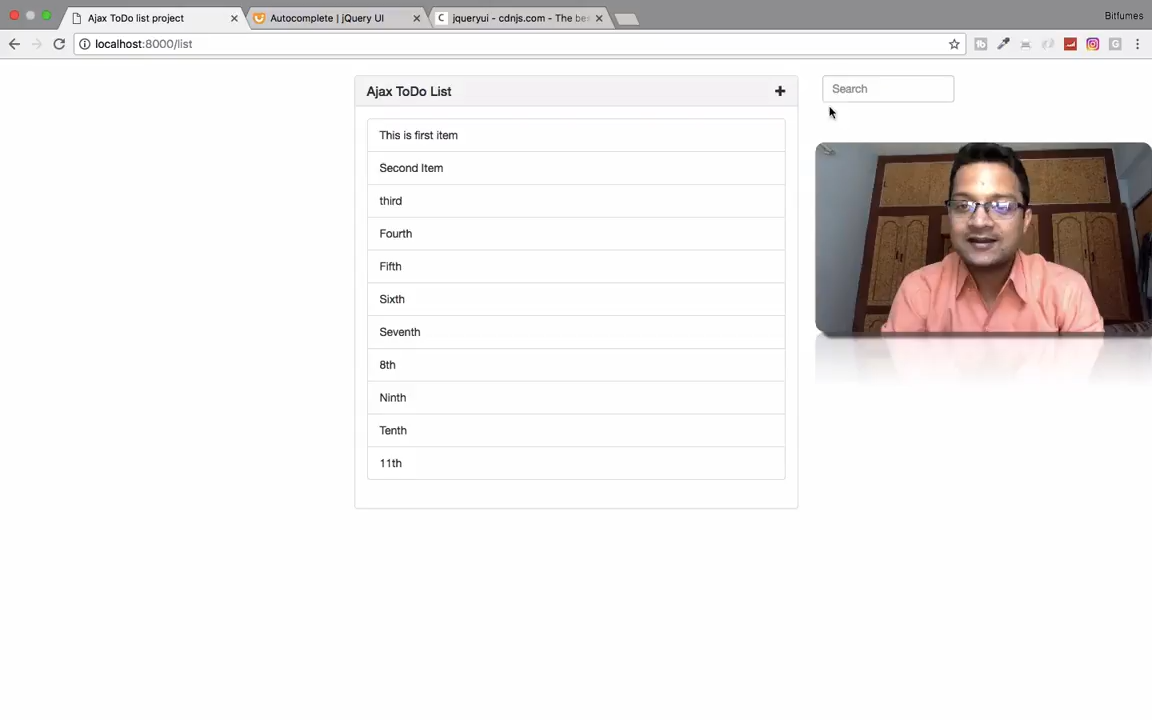 Ajax ToDo list project
Autocomplete | jQuery UI
jqueryui - cdnjs.com - The bes
Bitfumes
localhost:8000/list
Ajax ToDo List
Search
This is first item
Second Item
third
Fourth
Fifth
Sixth
Seventh
8th
Ninth
Tenth
11th